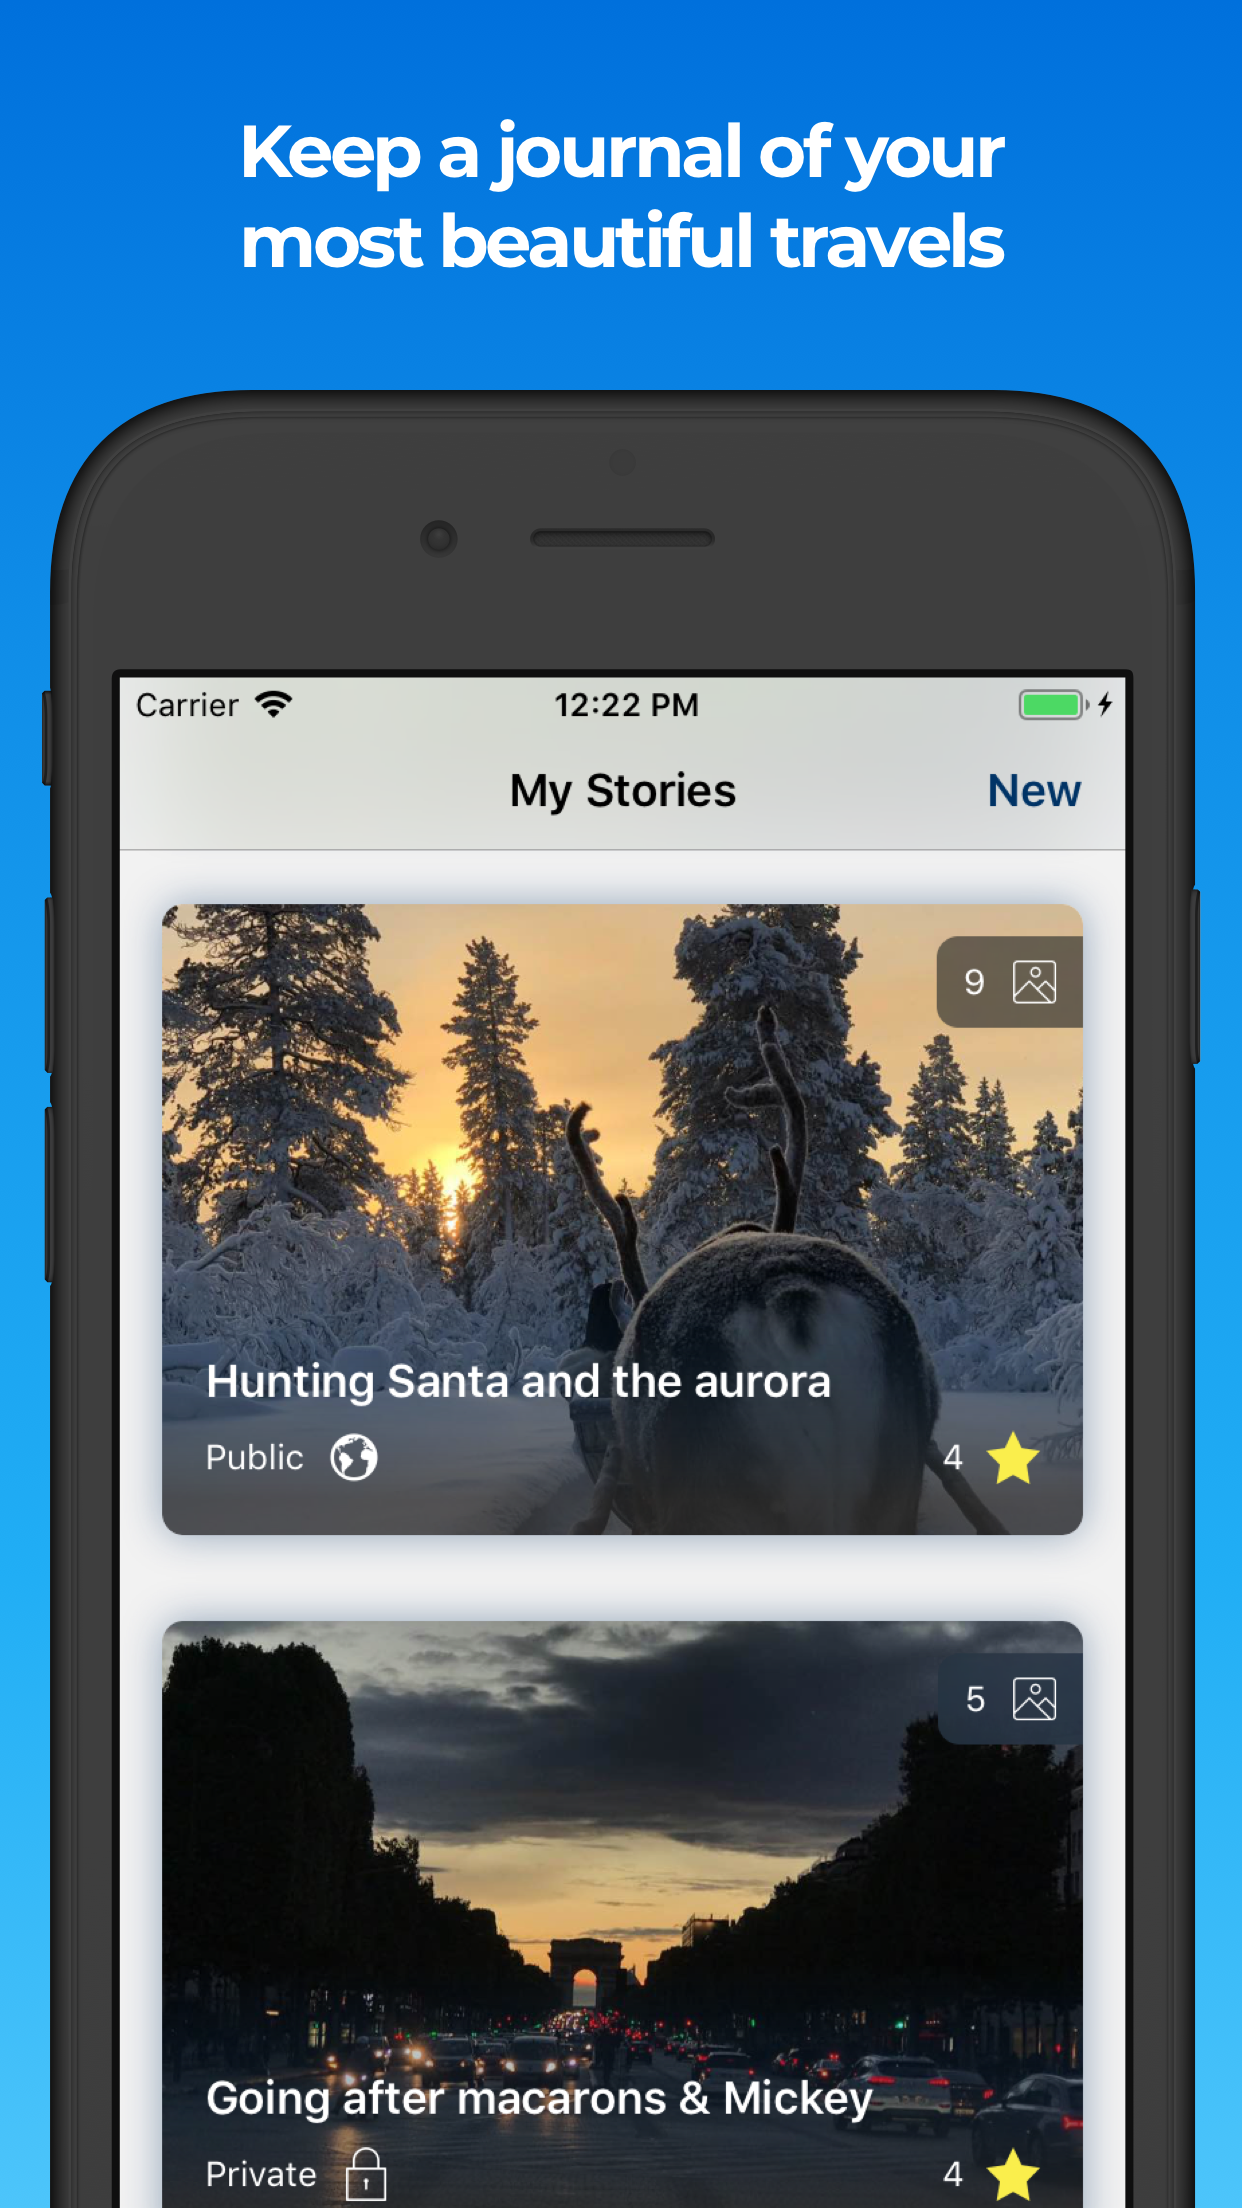 Keep a journal of your
most beautiful travels
Carrier 12:22 PM
My Stories New
9
Hunting Santa and the aurora
Public 4
5
Going after macarons & Mickey
Private 4